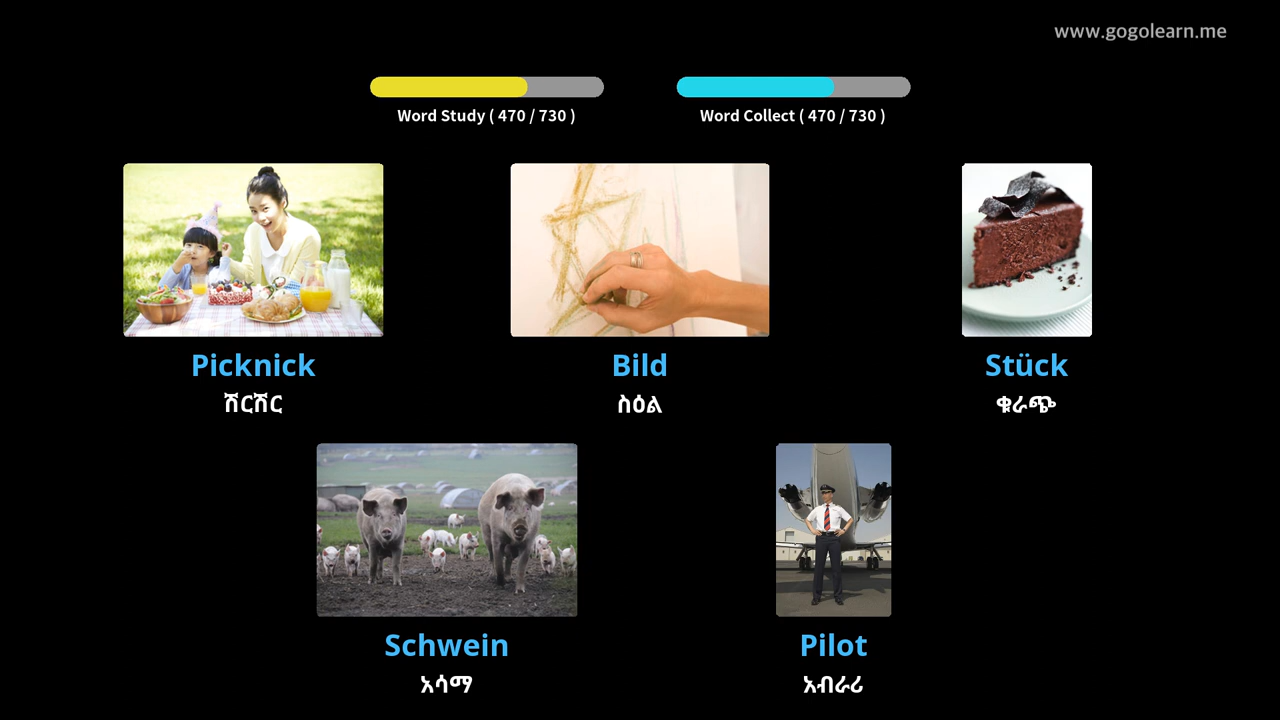 www.gogolearn.me
Word Study ( 470 / 730 )
Word Collect ( 470 / 730 )
Picknick
ሽርሽር
Bild
ስዕል
Stück
ቁራጭ
Schwein
አሳማ
Pilot
አብራሪ